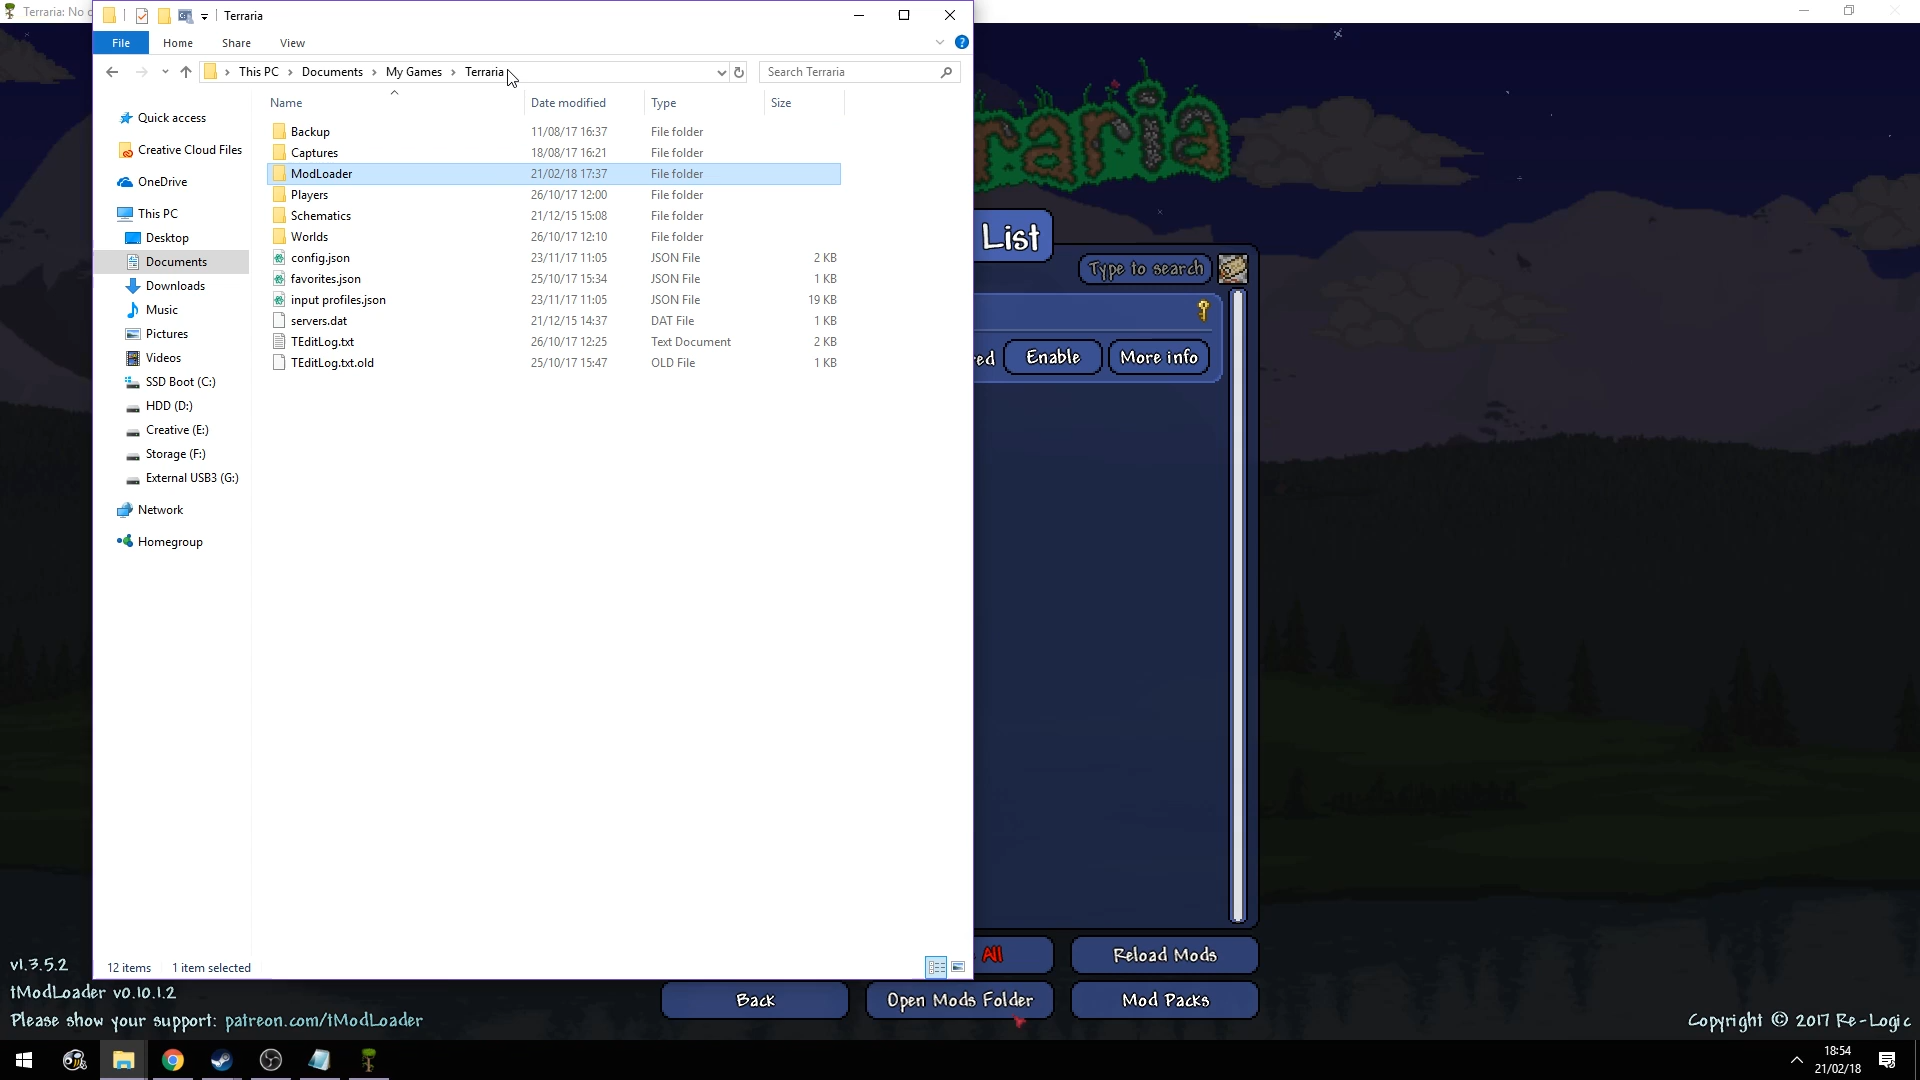 Terraria: No
Terraria
File
Home
Share
View
This PC
Documents
My Games
Terraria
Search Terraria
Name
Date modified
Type
Size
Quick access
Creative Cloud Files
OneDrive
This PC
Desktop
Documents
Downloads
Music
Pictures
Videos
SSD Boot (C:)
HDD (D:)
Creative (E:)
Storage (F:)
External USB3 (G:)
Network
Homegroup
Backup 11/08/17 16:37 File folder
Captures 18/08/17 16:21 File folder
ModLoader 21/02/18 17:37 File folder
Players 26/10/17 12:00 File folder
Schematics 21/12/15 15:08 File folder
Worlds 26/10/17 12:10 File folder
config.json 23/11/17 11:05 JSON File 2 KB
favorites.json 25/10/17 15:34 JSON File 1 KB
input profiles.json 23/11/17 11:05 JSON File 19 KB
servers.dat 21/12/15 14:37 DAT File 1 KB
TEditLog.txt 26/10/17 12:25 Text Document 2 KB
TEditLog.txt.old 25/10/17 15:47 OLD File 1 KB
12 items 1 item selected
raria
List
Type to search
ed
Enable
More info
All
Reload Mods
Back
Open Mods Folder
Mod Packs
v1.3.5.2
tModLoader v0.10.1.2
Please show your support: patreon.com/tModLoader
Copyright © 2017 Re-Logic
18:54
21/02/18